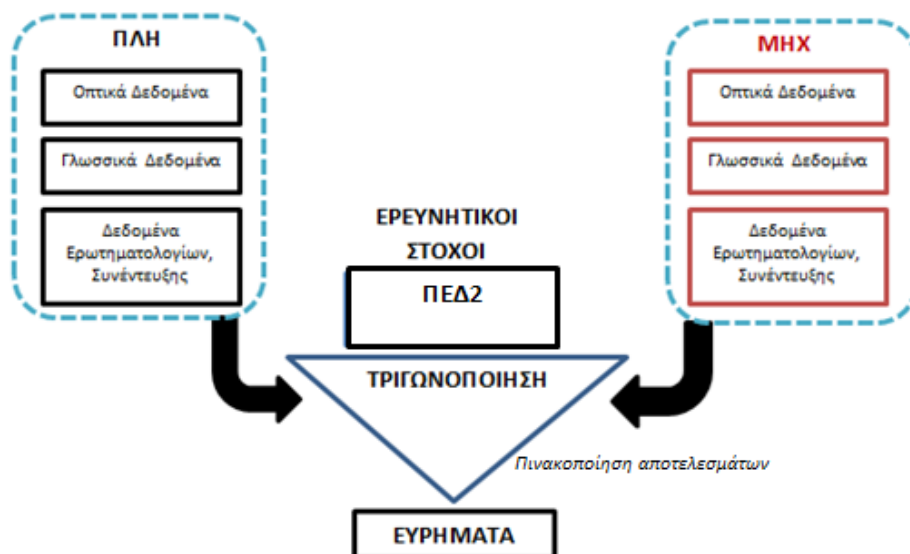 ΠΛΗ
Οπτικά Δεδομένα
Γλωσσικά Δεδομένα
Δεδομένα
Ερωτηματολογίων,
Συνέντευξης
ΜΗΧ
Οπτικά Δεδομένα
Γλωσσικά Δεδομένα
Δεδομένα
Ερωτηματολογίων,
Συνέντευξης
ΕΡΕΥΝΗΤΙΚΟΙ
ΣΤΟΧΟΙ
ΠΕΔ2
ΤΡΙΓΩΝΟΠΟΙΗΣΗ
Πινακοποίηση αποτελεσμάτων
ΕΥΡΗΜΑΤΑ